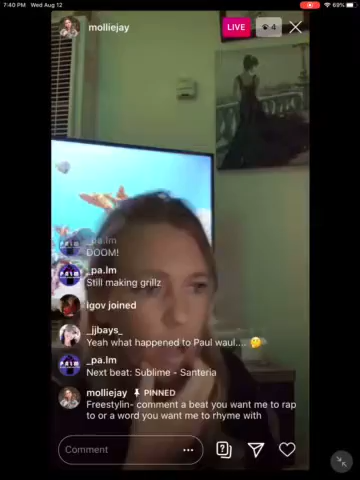 7:40 PM Wed Aug 12
69%
molliejay
LIVE
4
_pa.lm
DOOM!
_pa.lm
Still making grillz
lgov joined
_jjbays_
Yeah what happened to Paul waul.... 🤔
_pa.lm
Next beat: Sublime - Santeria
molliejay PINNED
Freestylin- comment a beat you want me to rap
to or a word you want me to rhyme with
Comment